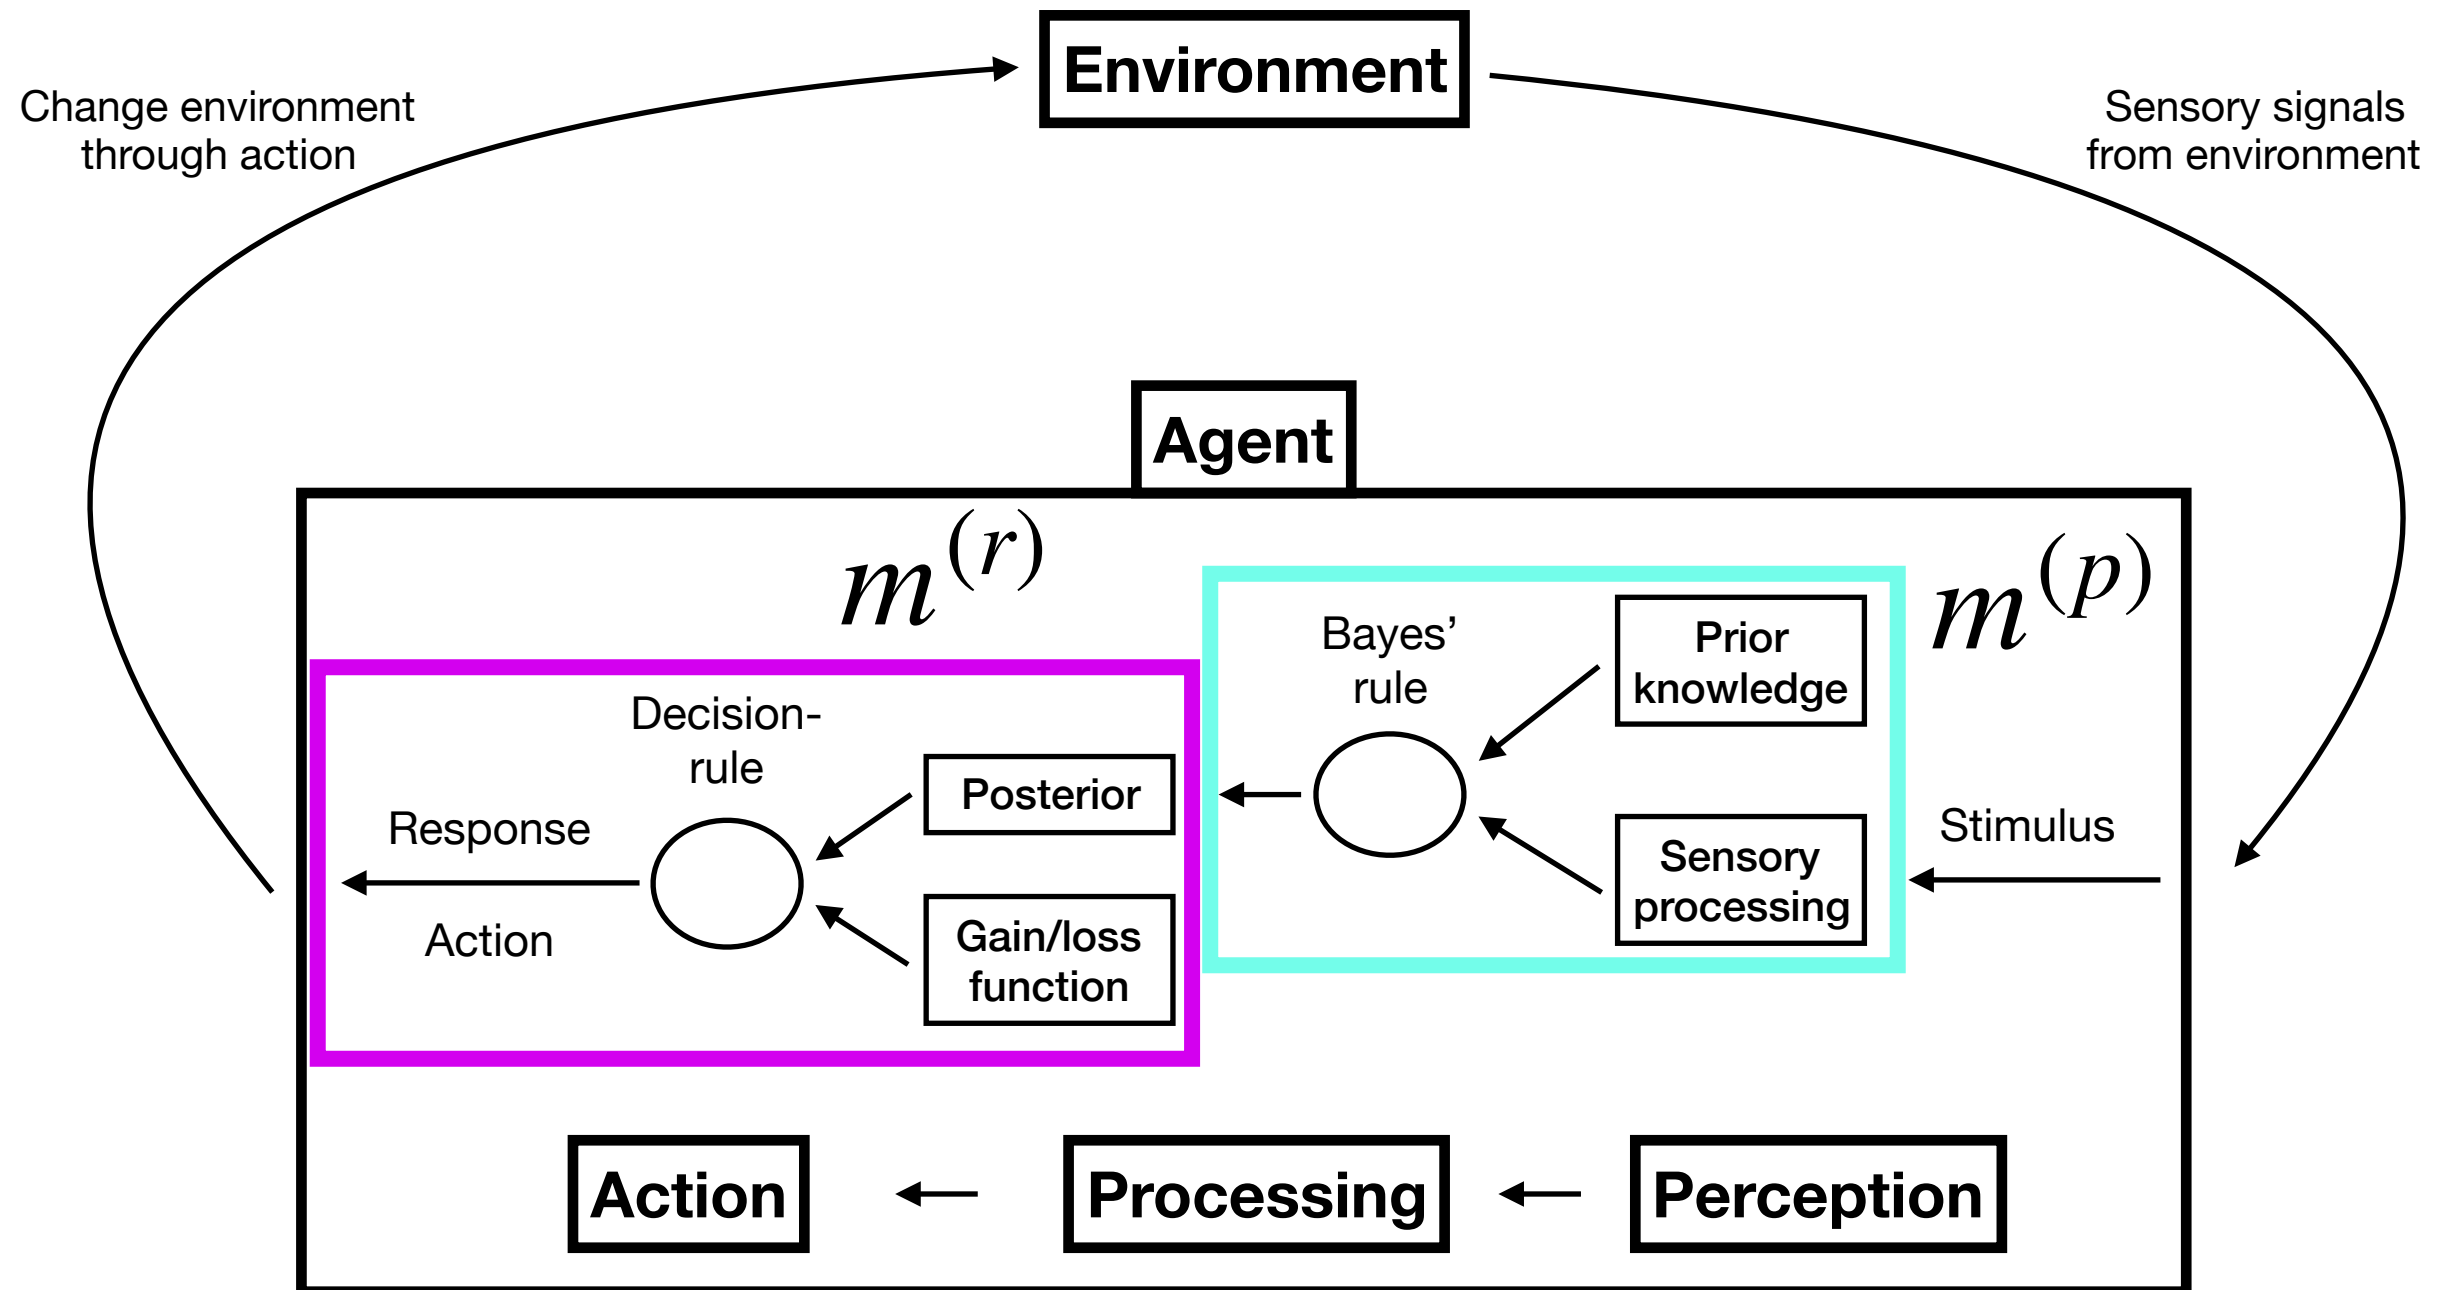 Environment
Change environment
through action
Sensory signals
from environment
Agent
m^(r)
m^(p)
Bayes’
rule
Prior
knowledge
Decision-
rule
Posterior
Response
Action
Gain/loss
function
Sensory
processing
Stimulus
Action
Processing
Perception